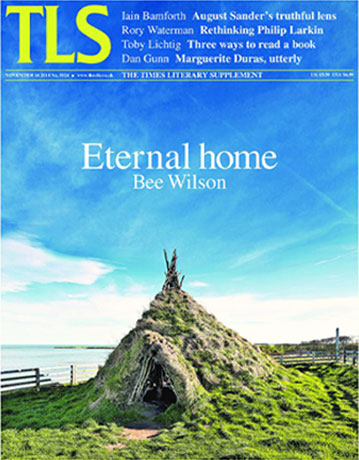 TLS
Iain Bamforth August Sander's truthful lens
Rory Waterman Rethinking Philip Larkin
Toby Lichtig Three ways to read a book
Dan Gunn Marguerite Duras, utterly
THE TIMES LITERARY SUPPLEMENT
Eternal home
Bee Wilson